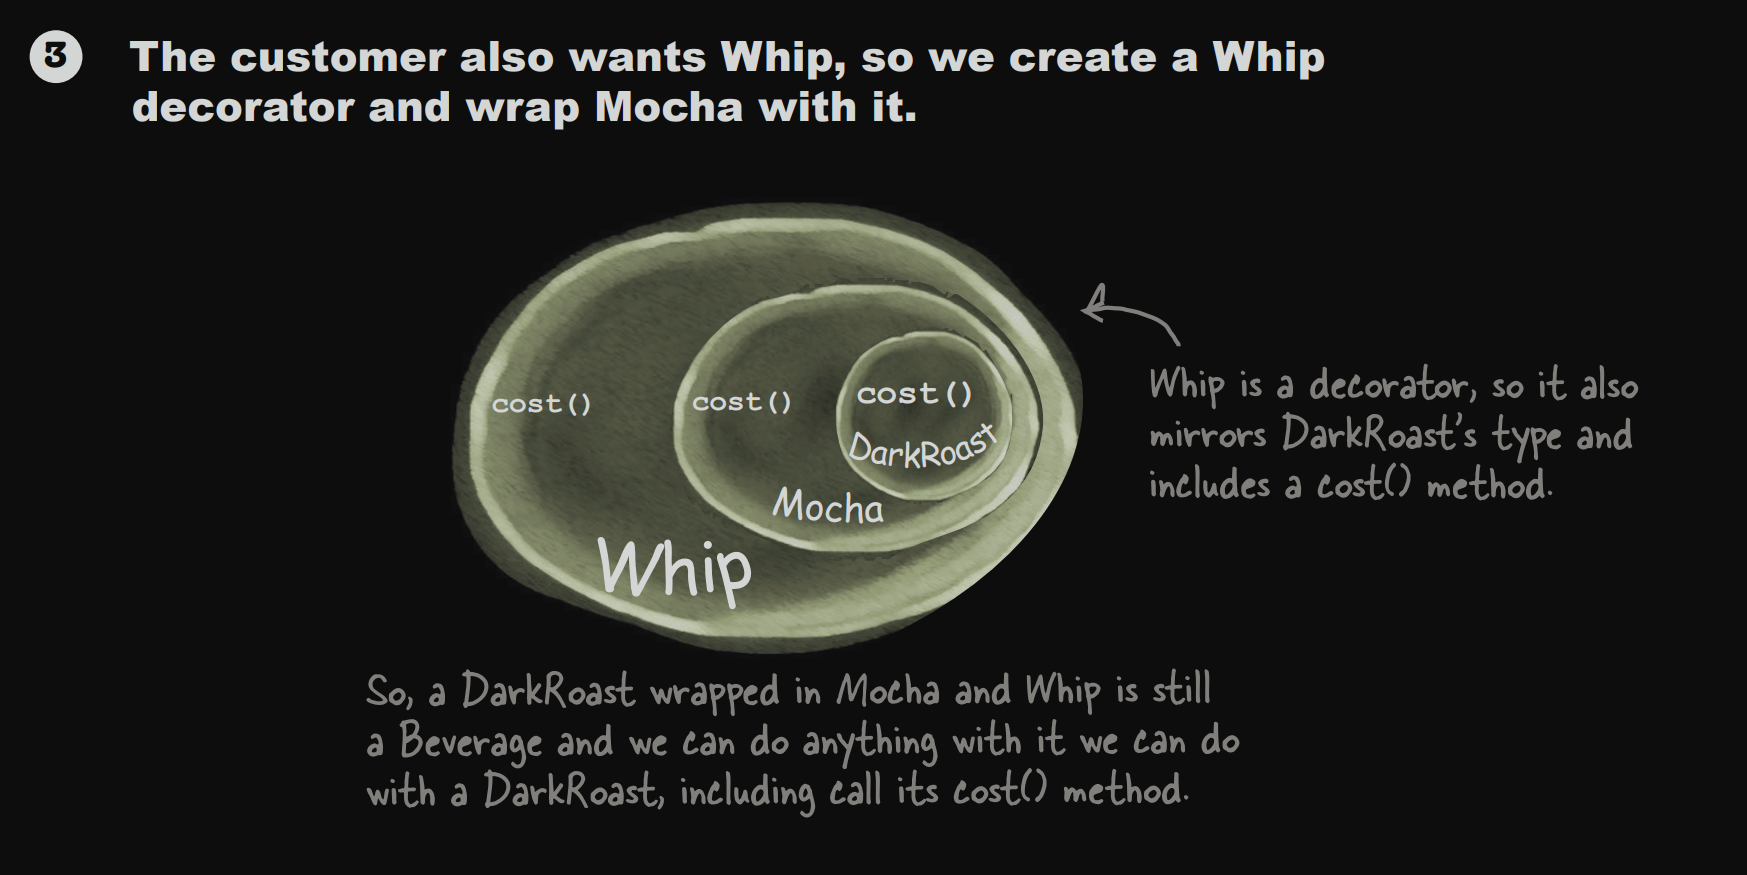 3 The customer also wants Whip, so we create a Whip
decorator and wrap Mocha with it.
cost()
cost()
cost()
DarkRoast
Mocha
Whip
Whip is a decorator, so it also
mirrors DarkRoast's type and
includes a cost() method.
So, a DarkRoast wrapped in Mocha and Whip is still
a Beverage and we can do anything with it we can do
with a DarkRoast, including call its cost() method.